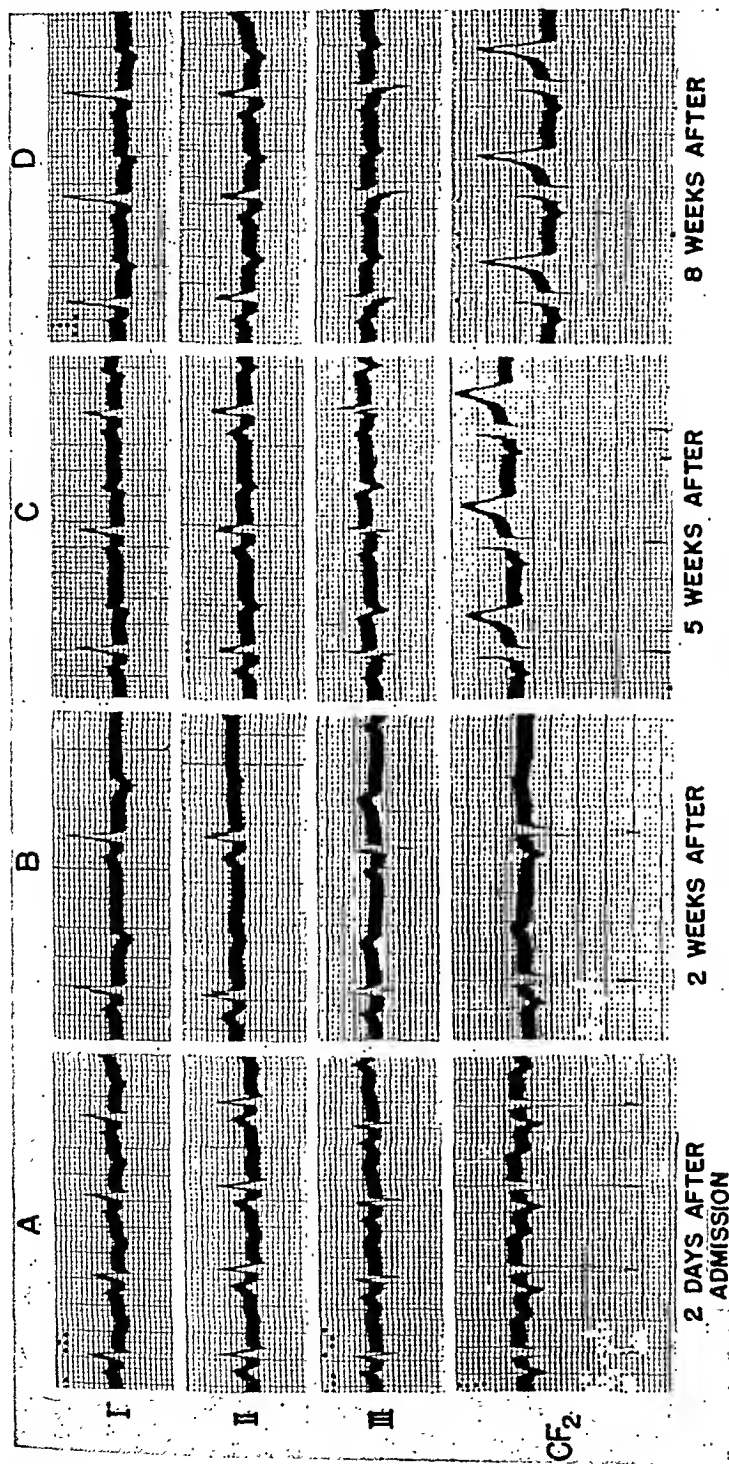 A
B
C
D
I
II
III
CF2
2 DAYS AFTER
ADMISSION
2 WEEKS AFTER
5 WEEKS AFTER
8 WEEKS AFTER